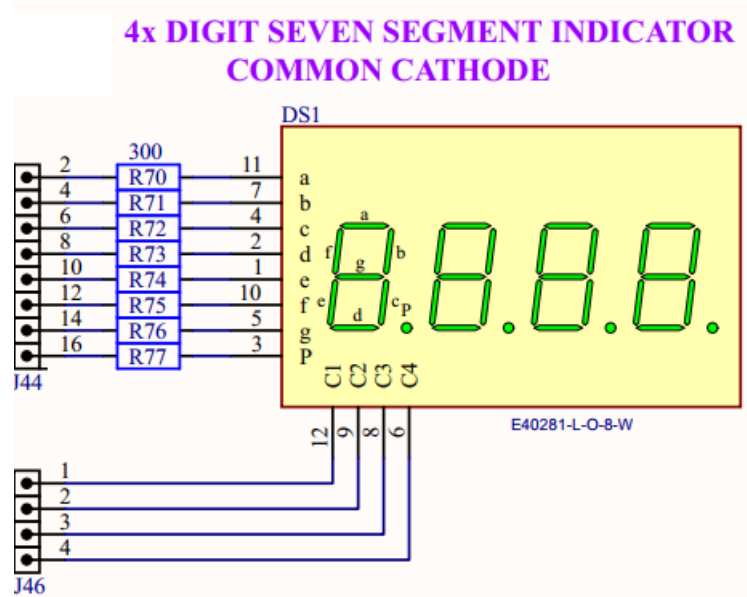 4x DIGIT SEVEN SEGMENT INDICATOR
COMMON CATHODE
DS1
300
2 R70 11 a
4 R71 7 b
6 R72 4 c
8 R73 2 d
10 R74 1 e
12 R75 10 f
14 R76 5 g
16 R77 3 P
J44
a
f b
g
e c P
d
C1 C2 C3 C4
12 9 8 6
E40281-L-O-8-W
1
2
3
4
J46